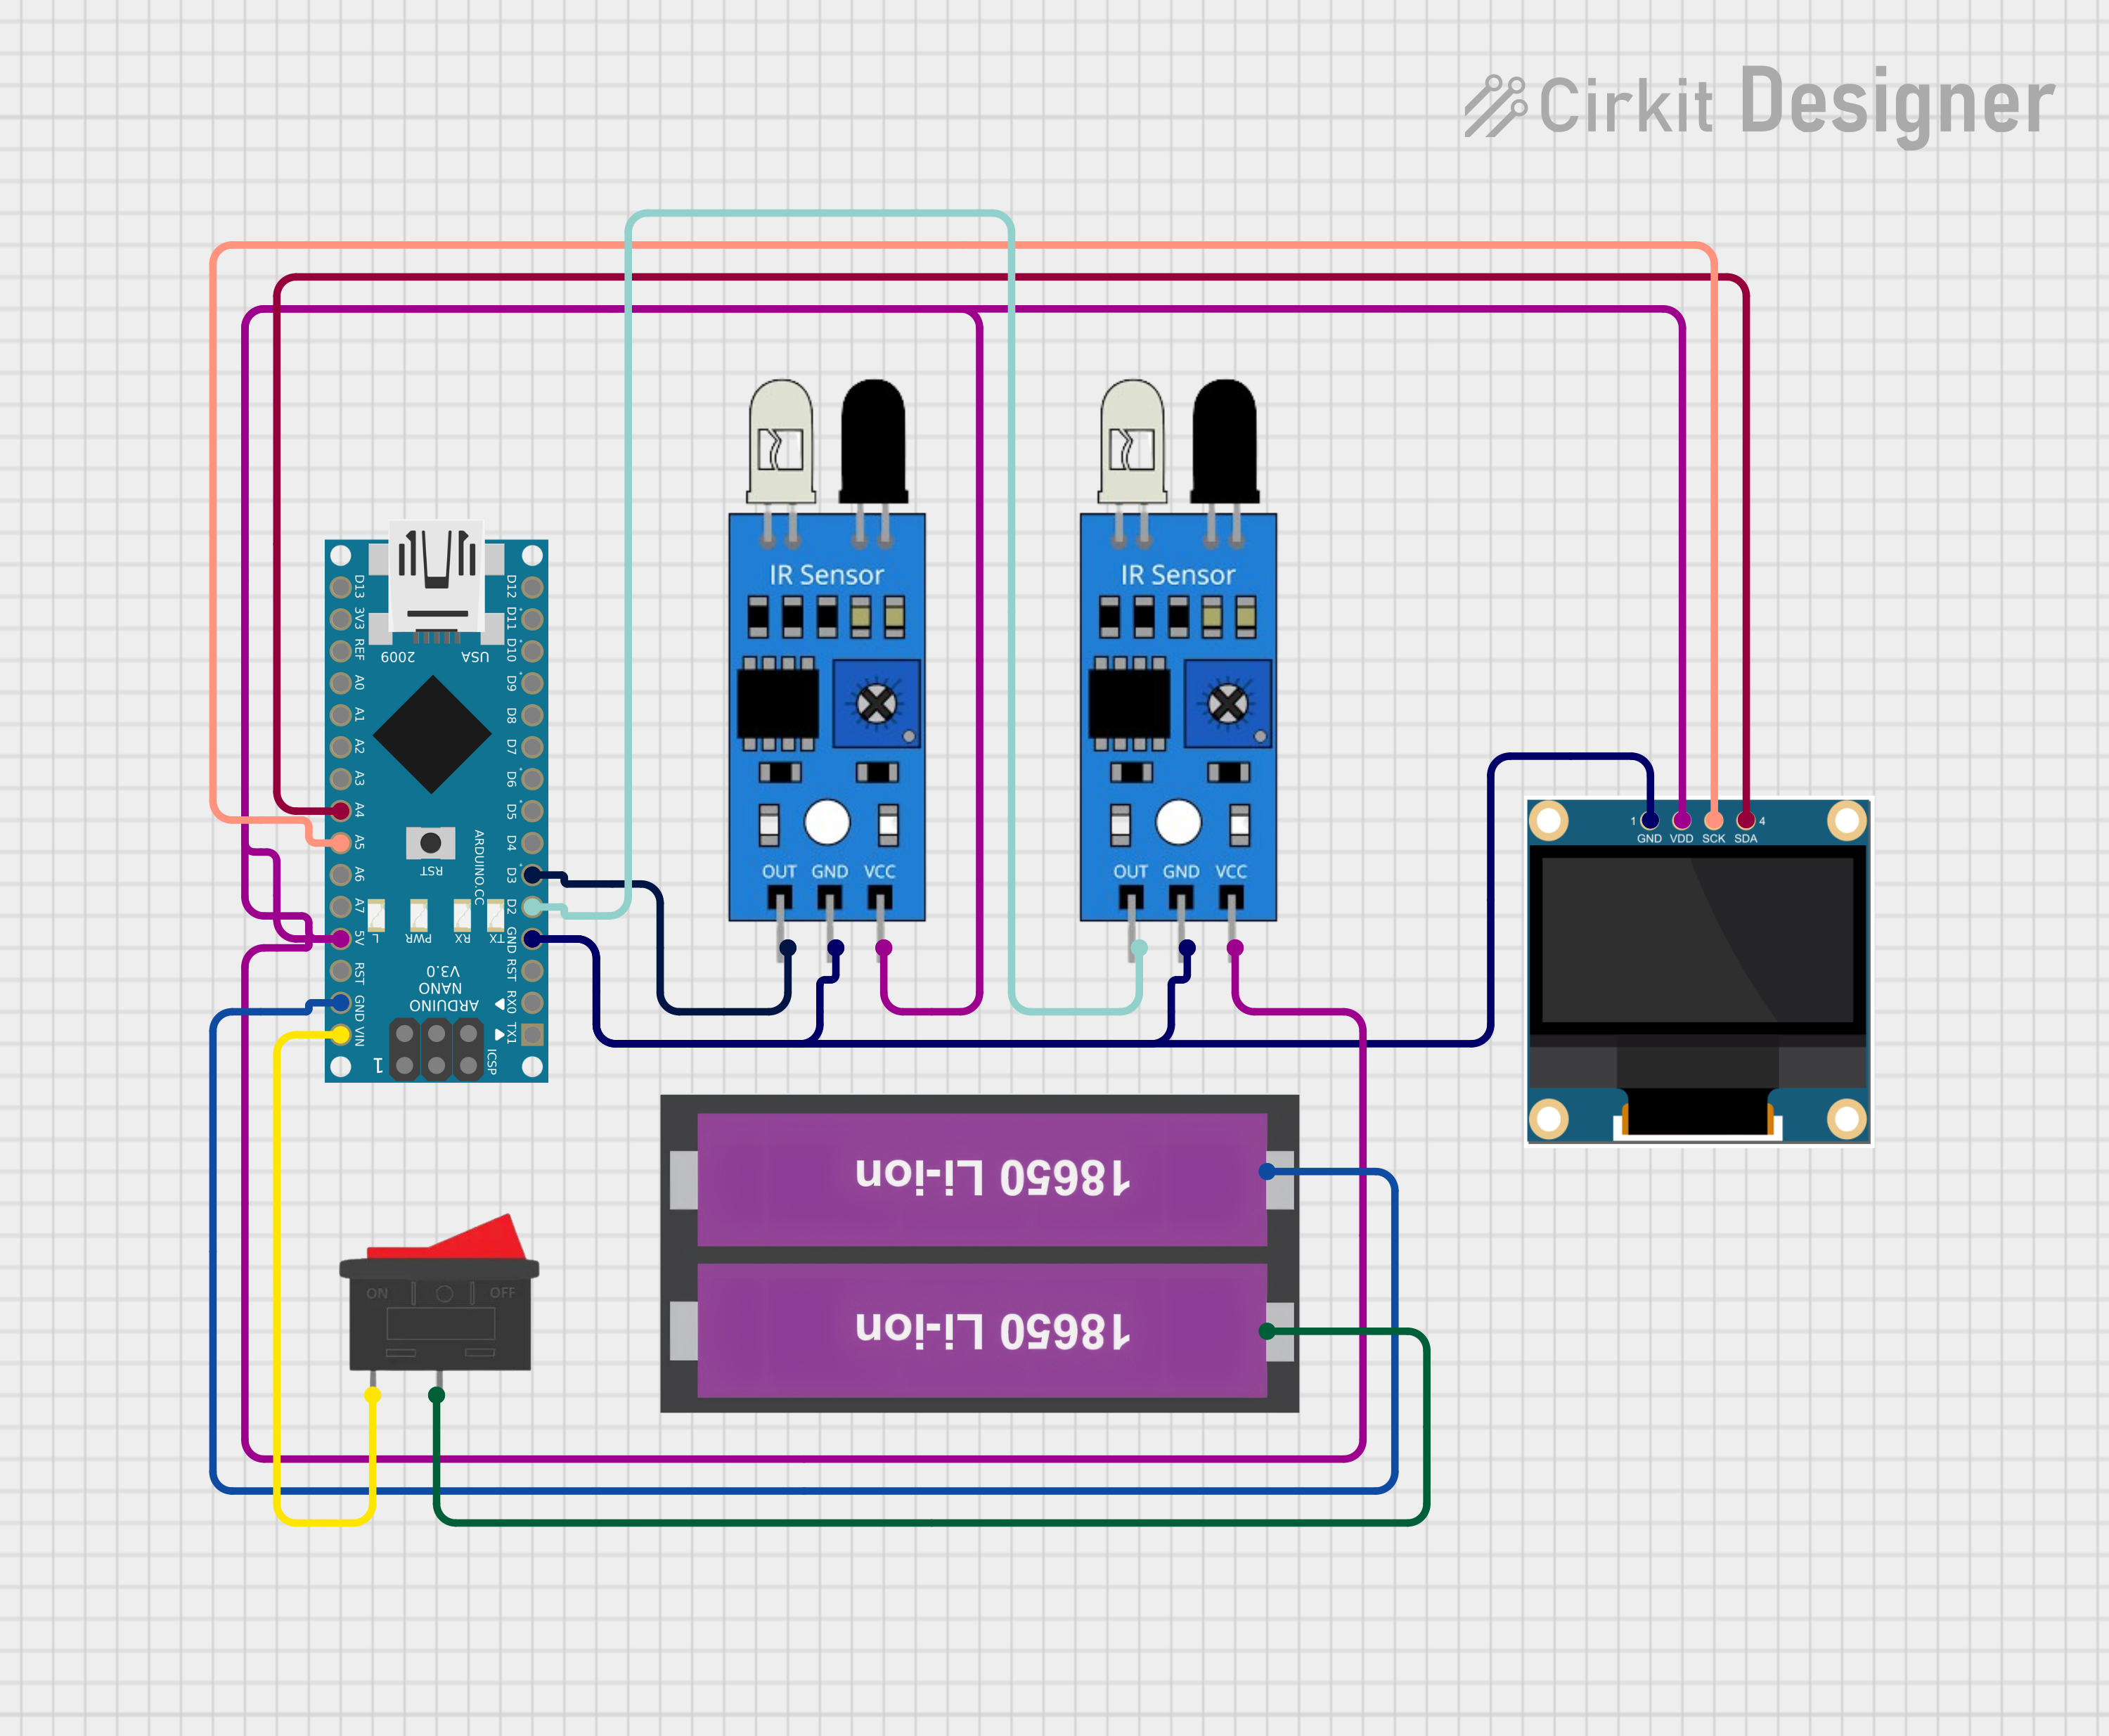 Cirkit Designer
IR Sensor
OUT GND VCC
IR Sensor
OUT GND VCC
D13
3V3
REF
A0
A1
A2
A3
A4
A5
A6
A7
5V
RST
GND
VIN
D12
D11
D10
D9
D8
D7
D6
D5
D4
D3
D2
GND
RST
RX0
TX1
USA
2009
RST
ARDUINO.CC
TX
RX
PWR
L
ARDUINO
NANO
V3.0
ICSP
1
1 4
GND VDD SCK SDA
18650 Li-ion
18650 Li-ion
ON OFF